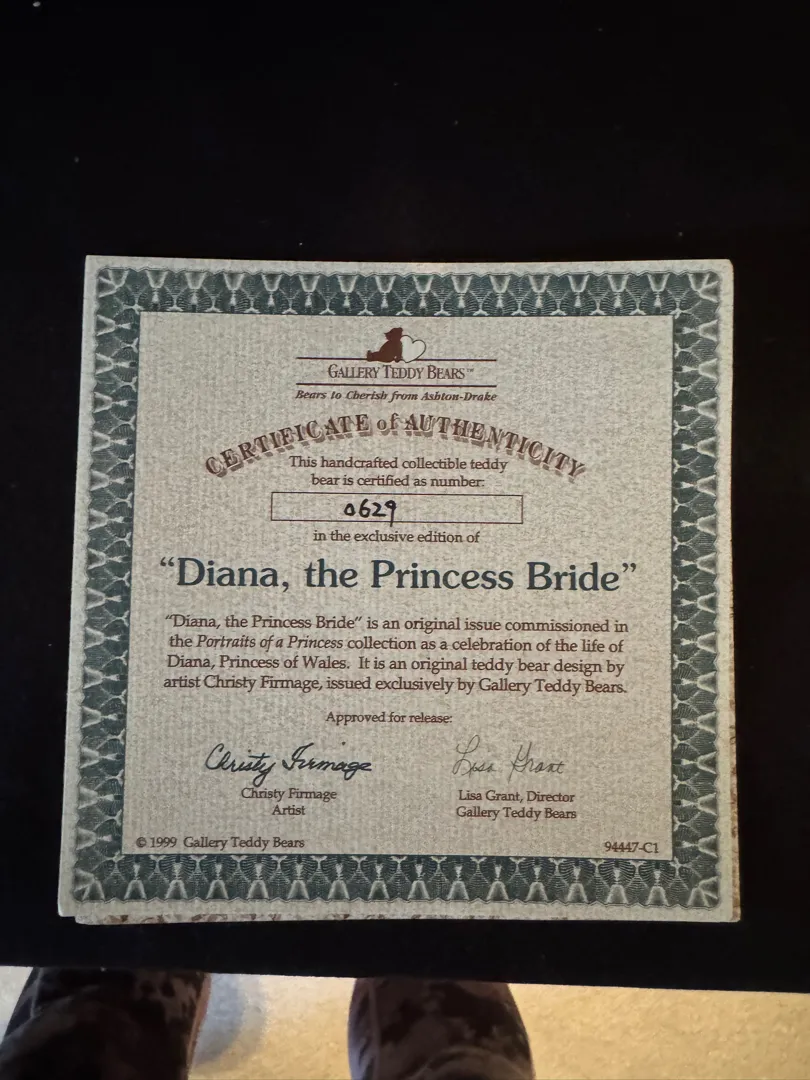 GALLERY TEDDY BEARS™
Bears to Cherish from Ashton-Drake
CERTIFICATE of AUTHENTICITY
This handcrafted collectible teddy
bear is certified as number:
0629
in the exclusive edition of
“Diana, the Princess Bride”
“Diana, the Princess Bride” is an original issue commissioned in
the Portraits of a Princess collection as a celebration of the life of
Diana, Princess of Wales. It is an original teddy bear design by
artist Christy Firmage, issued exclusively by Gallery Teddy Bears.
Approved for release:
Christy Firmage
Christy Firmage
Artist
Lisa Grant
Lisa Grant, Director
Gallery Teddy Bears
© 1999 Gallery Teddy Bears
94447-C1